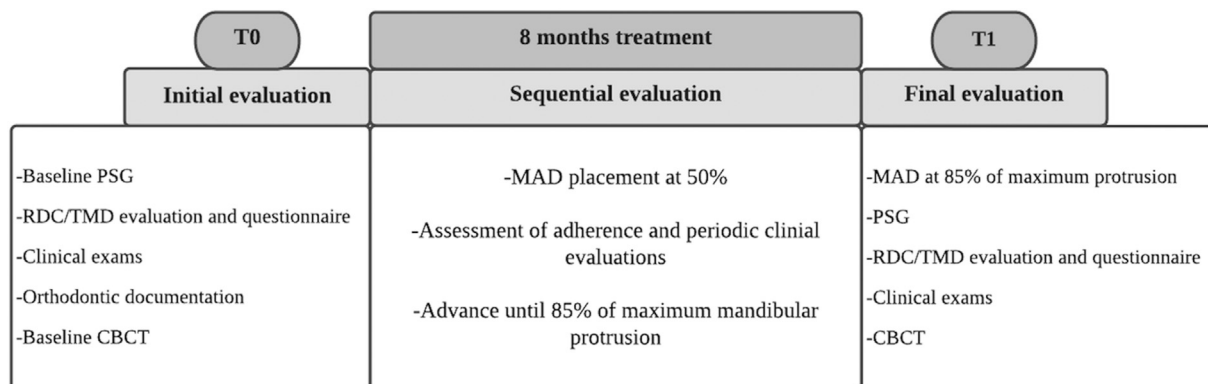 T0
8 months treatment
T1
Initial evaluation
Sequential evaluation
Final evaluation
-Baseline PSG
-RDC/TMD evaluation and questionnaire
-Clinical exams
-Orthodontic documentation
-Baseline CBCT
-MAD placement at 50%
-Assessment of adherence and periodic clinial
evaluations
-Advance until 85% of maximum mandibular
protrusion
-MAD at 85% of maximum protrusion
-PSG
-RDC/TMD evaluation and questionnaire
-Clinical exams
-CBCT